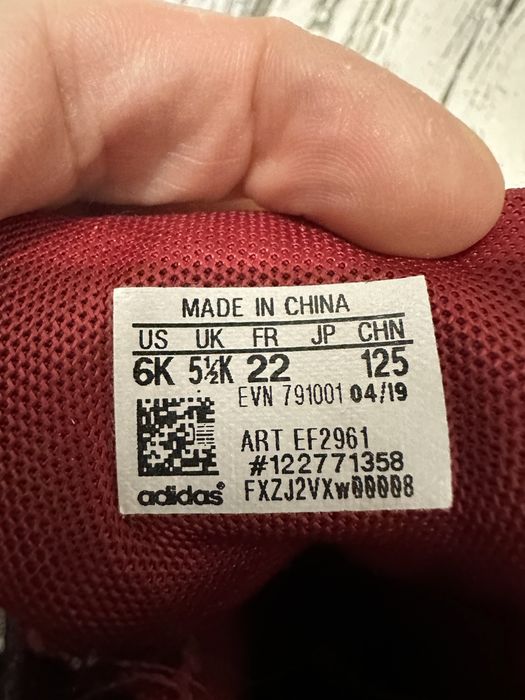 MADE IN CHINA
US UK FR JP CHN
6K 5½K 22 125
EVN 791001 04/19
ART EF2961
#122771358
adidas® FXZJ2VXW00008